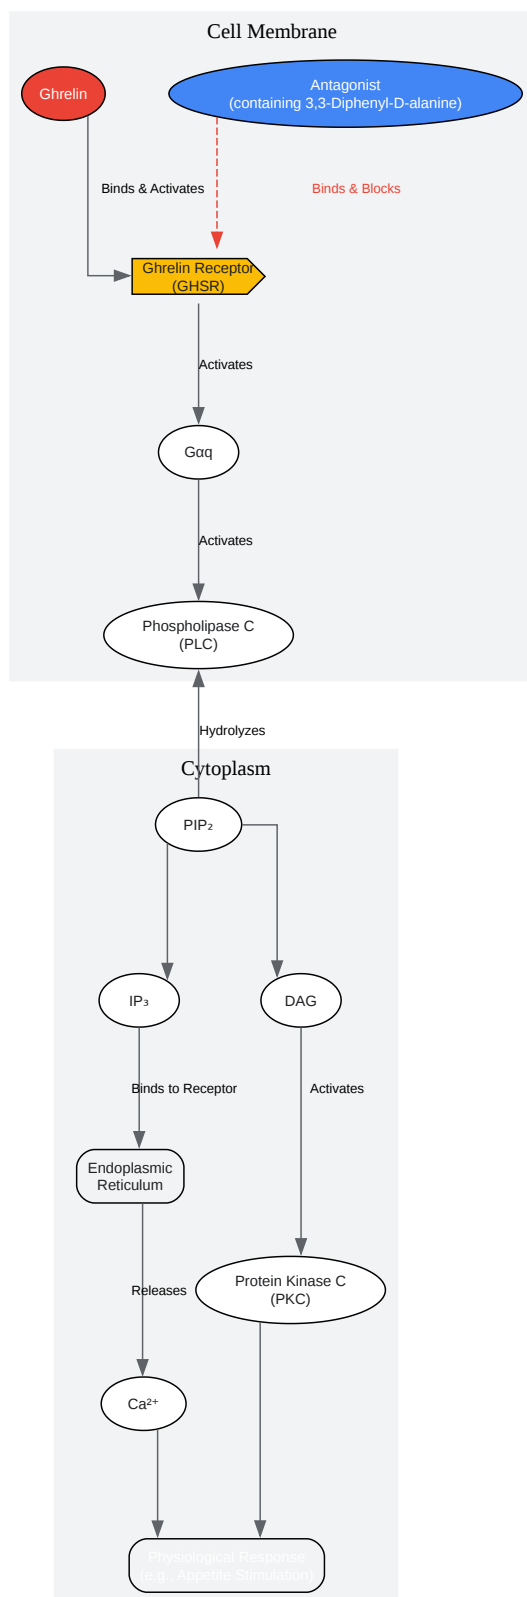 Cell Membrane
Ghrelin
Antagonist
(containing 3,3-Diphenyl-D-alanine)
Binds & Activates
Binds & Blocks
Ghrelin Receptor
(GHSR)
Activates
Gαq
Activates
Phospholipase C
(PLC)
Hydrolyzes
Cytoplasm
PIP₂
IP₃
DAG
Binds to Receptor
Activates
Endoplasmic
Reticulum
Protein Kinase C
(PKC)
Releases
Ca²⁺
Physiological Response
(e.g., Appetite Stimulation)